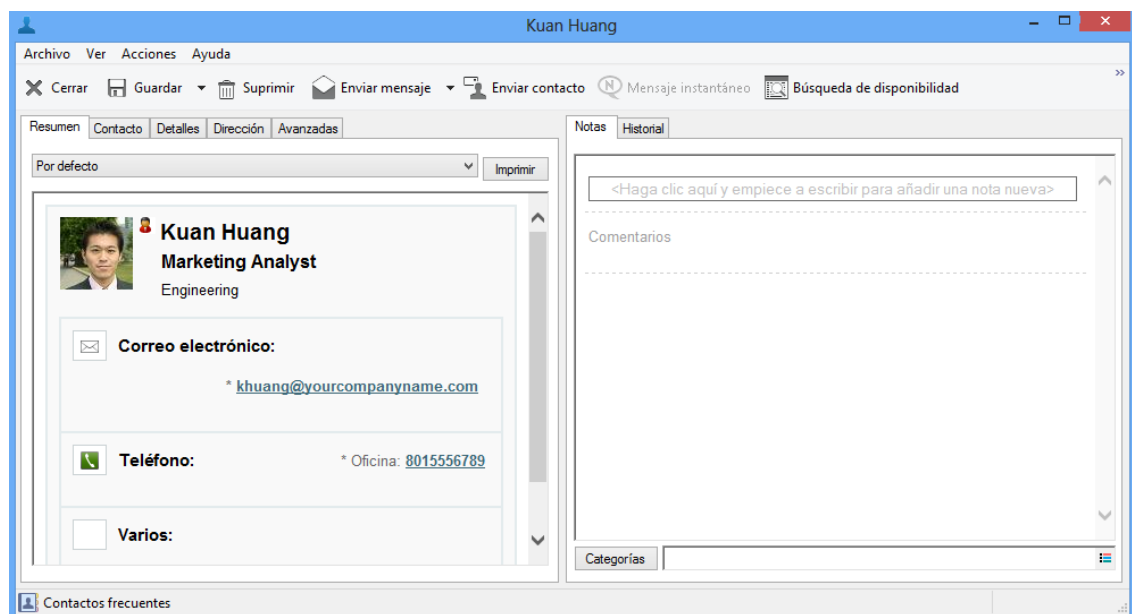 Kuan Huang
Archivo Ver Acciones Ayuda
Cerrar Guardar Suprimir Enviar mensaje Enviar contacto Mensaje instantáneo Búsqueda de disponibilidad
Resumen Contacto Detalles Dirección Avanzadas
Por defecto Imprimir
Kuan Huang
Marketing Analyst
Engineering
Correo electrónico:
* khuang@yourcompanyname.com
Teléfono: * Oficina: 8015556789
Varios:
Notas Historial
<Haga clic aquí y empiece a escribir para añadir una nota nueva>
Comentarios
Categorías
Contactos frecuentes